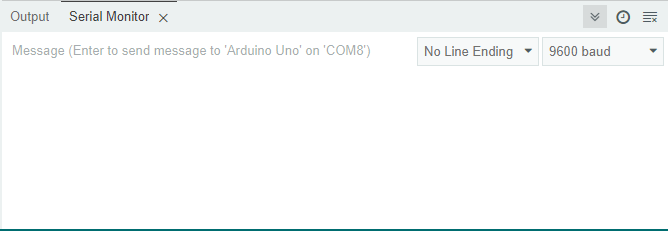 Output Serial Monitor
Message (Enter to send message to 'Arduino Uno' on 'COM8') No Line Ending 9600 baud